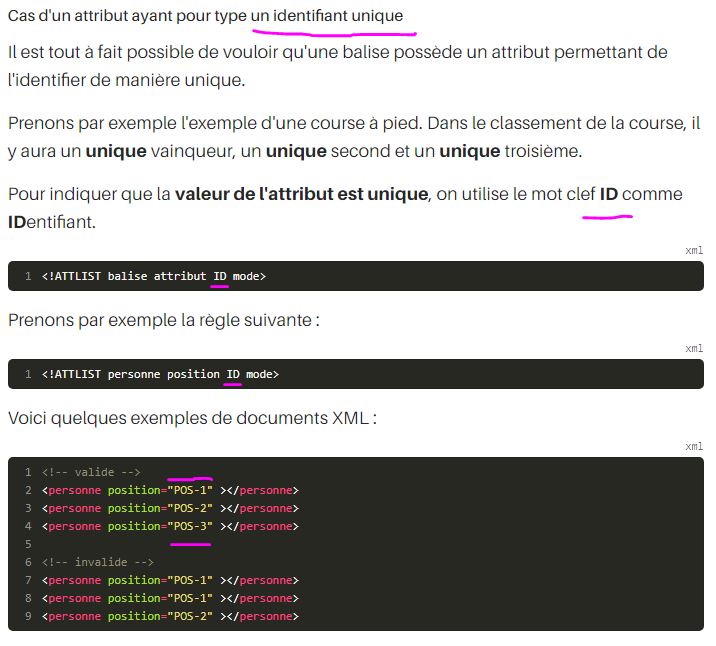 Cas d'un attribut ayant pour type un identifiant unique
Il est tout à fait possible de vouloir qu'une balise possède un attribut permettant de
l'identifier de manière unique.
Prenons par exemple l'exemple d'une course à pied. Dans le classement de la course, il
y aura un unique vainqueur, un unique second et un unique troisième.
Pour indiquer que la valeur de l'attribut est unique, on utilise le mot clef ID comme
IDentifiant.
xml
1 <!ATTLIST balise attribut ID mode>
Prenons par exemple la règle suivante :
xml
1 <!ATTLIST personne position ID mode>
Voici quelques exemples de documents XML :
xml
1 <!-- valide -->
2 <personne position="POS-1" ></personne>
3 <personne position="POS-2" ></personne>
4 <personne position="POS-3" ></personne>
5
6 <!-- invalide -->
7 <personne position="POS-1" ></personne>
8 <personne position="POS-1" ></personne>
9 <personne position="POS-2" ></personne>